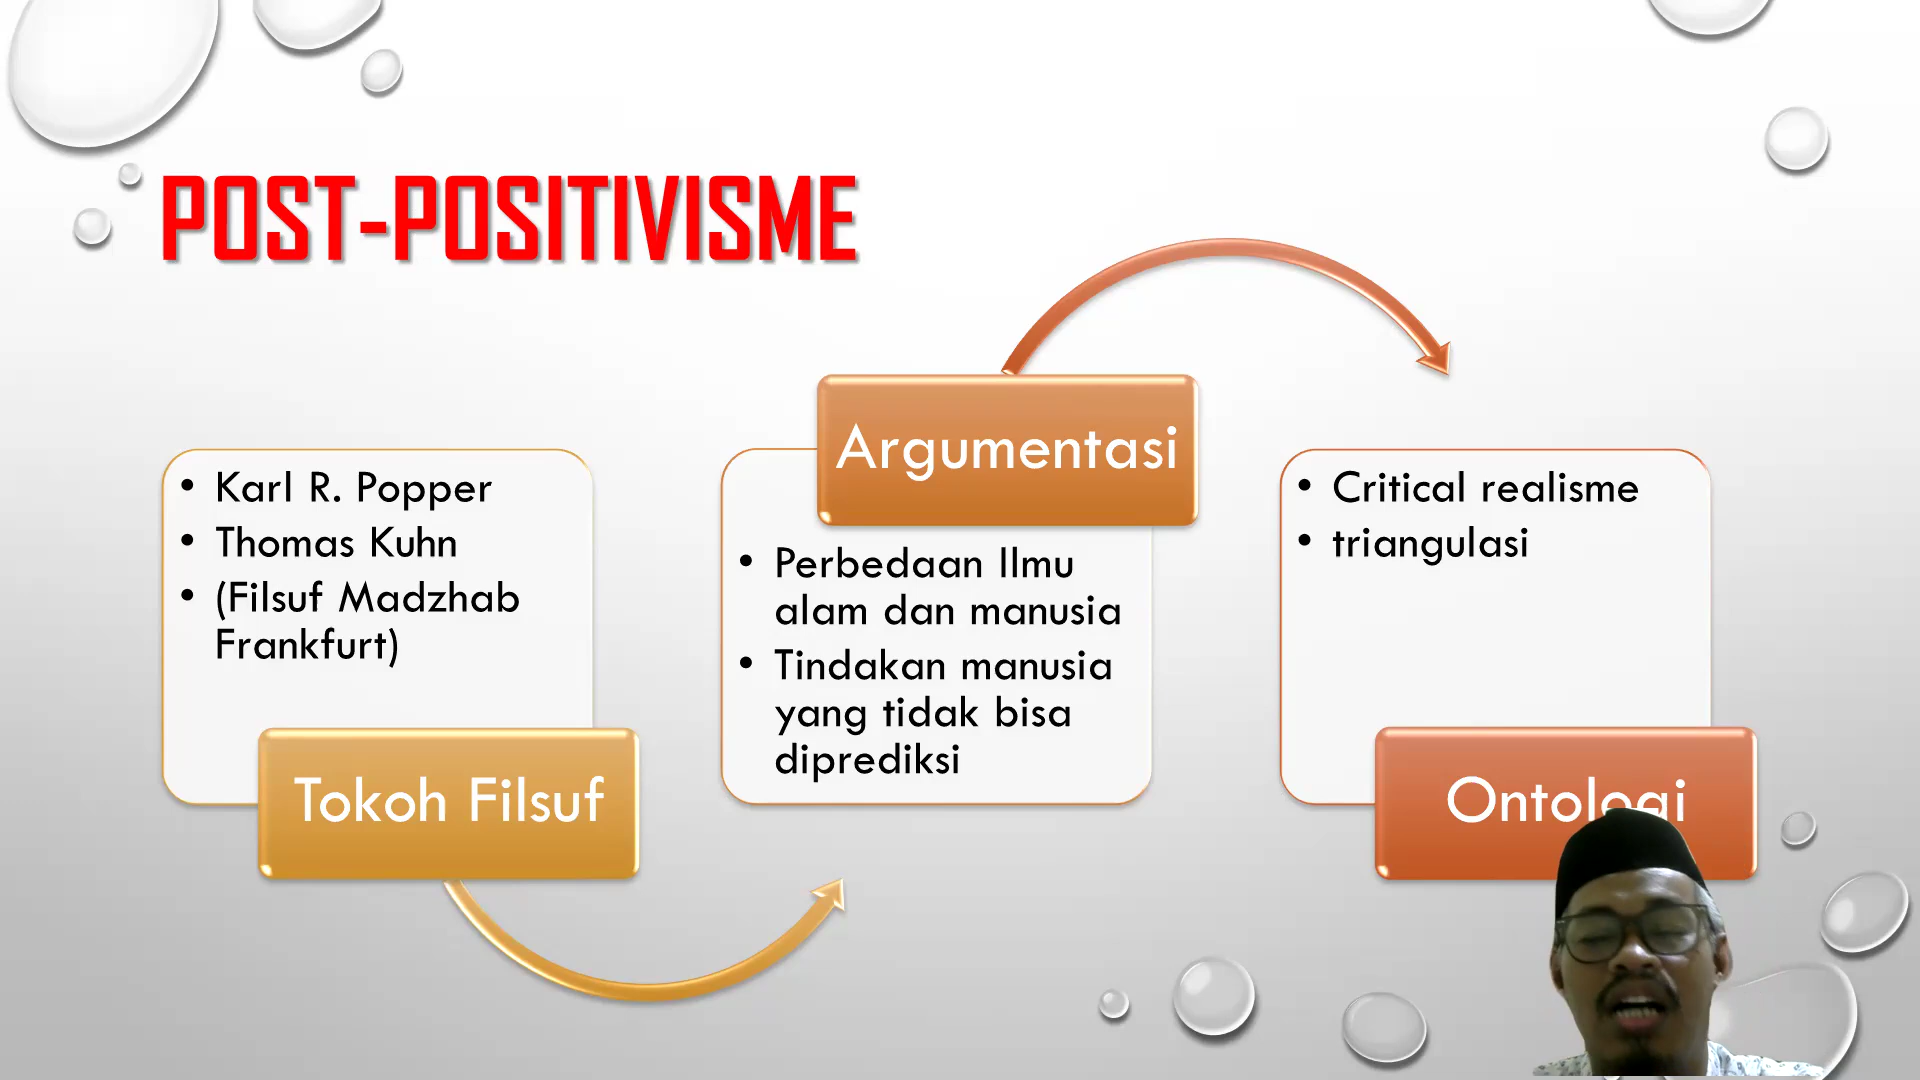 POST-POSITIVISME
• Karl R. Popper
• Thomas Kuhn
• (Filsuf Madzhab
Frankfurt)
Tokoh Filsuf
Argumentasi
• Perbedaan Ilmu
alam dan manusia
• Tindakan manusia
yang tidak bisa
diprediksi
• Critical realisme
• triangulasi
Ontologi